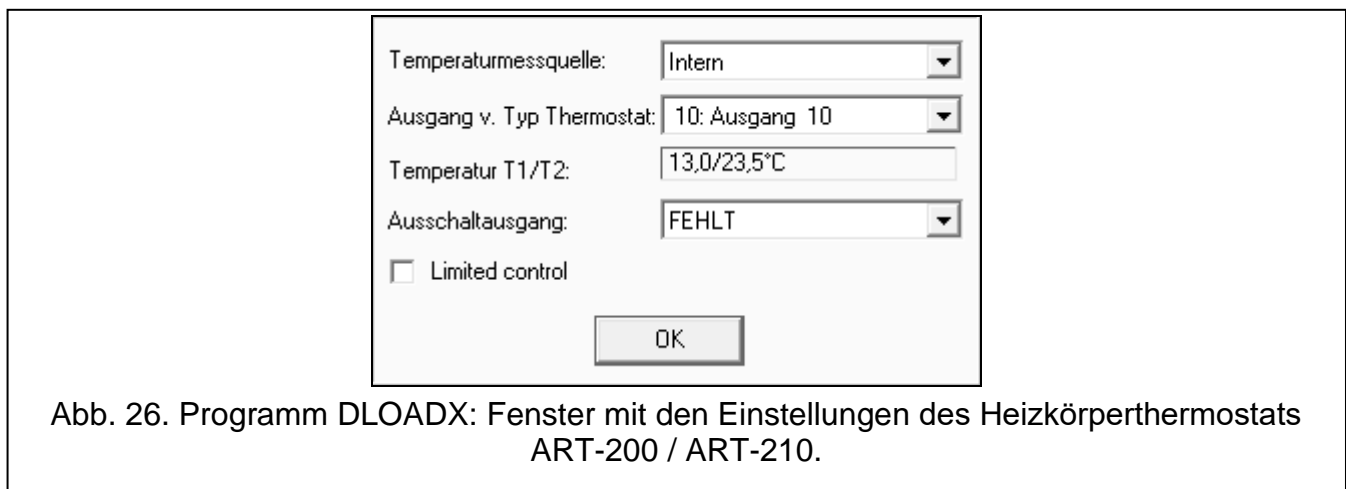 Temperaturmessquelle: Intern
Ausgang v. Typ Thermostat: 10: Ausgang 10
Temperatur T1/T2: 13,0/23,5°C
Ausschaltausgang: FEHLT
Limited control
OK
Abb. 26. Programm DLOADX: Fenster mit den Einstellungen des Heizkörperthermostats
ART-200 / ART-210.